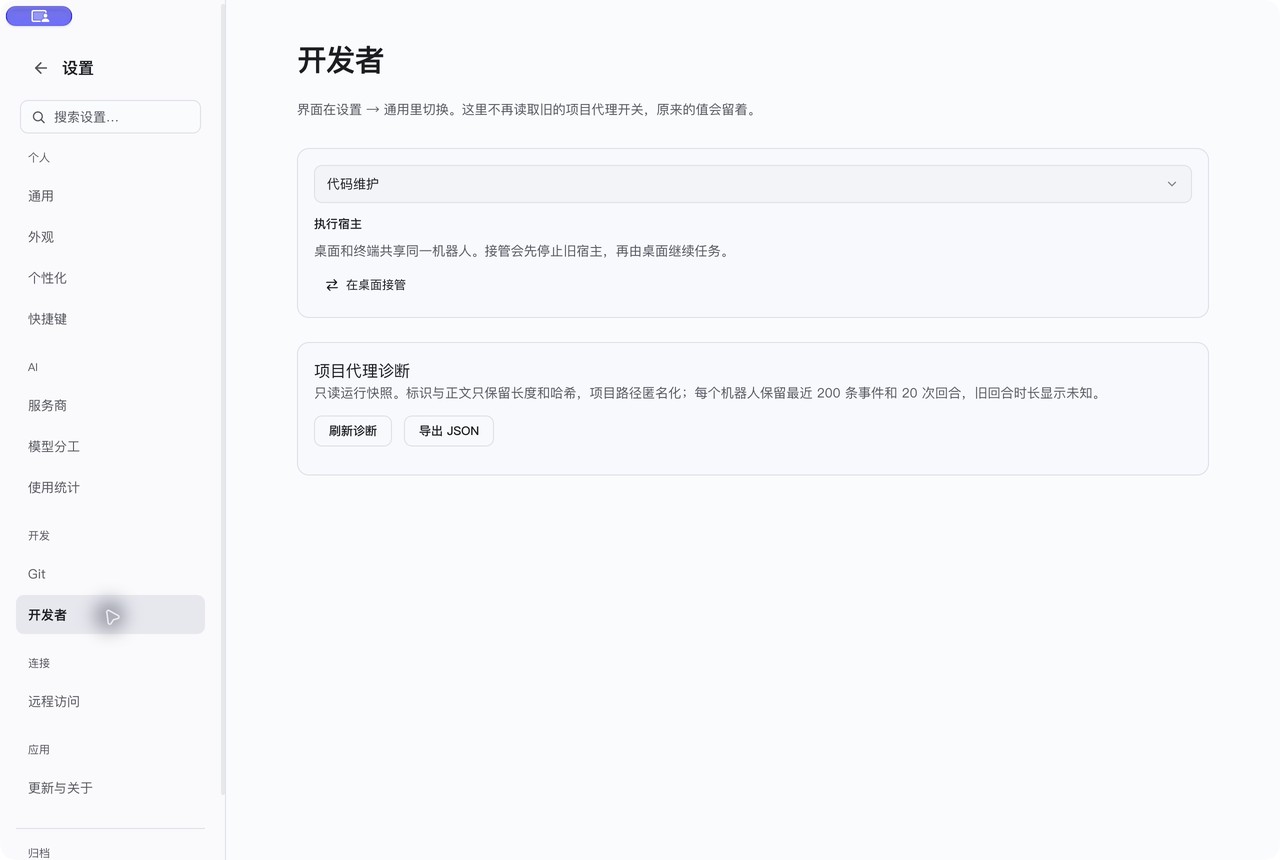 设置
搜索设置…
个人
通用
外观
个性化
快捷键
AI
服务商
模型分工
使用统计
开发
Git
开发者
连接
远程访问
应用
更新与关于
归档
开发者
界面在设置 → 通用里切换。这里不再读取旧的项目代理开关，原来的值会留着。
代码维护
执行宿主
桌面和终端共享同一机器人。接管会先停止旧宿主，再由桌面继续任务。
在桌面接管
项目代理诊断
只读运行快照。标识与正文只保留长度和哈希，项目路径匿名化；每个机器人保留最近 200 条事件和 20 次回合，旧回合时长显示未知。
刷新诊断
导出 JSON